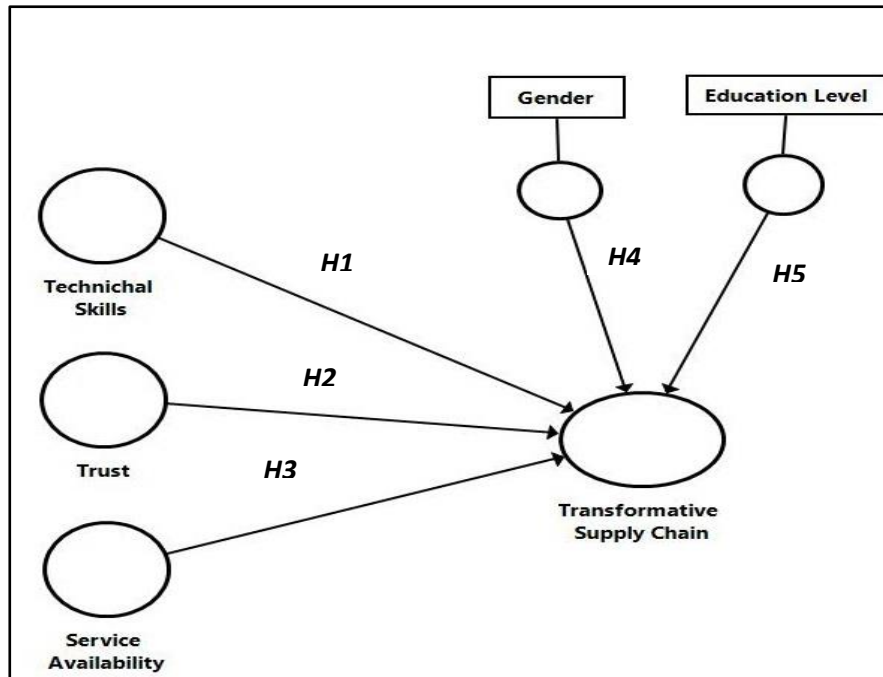 Gender
Education Level
H1
H4
H5
Technichal
Skills
H2
Trust
H3
Transformative
Supply Chain
Service
Availability